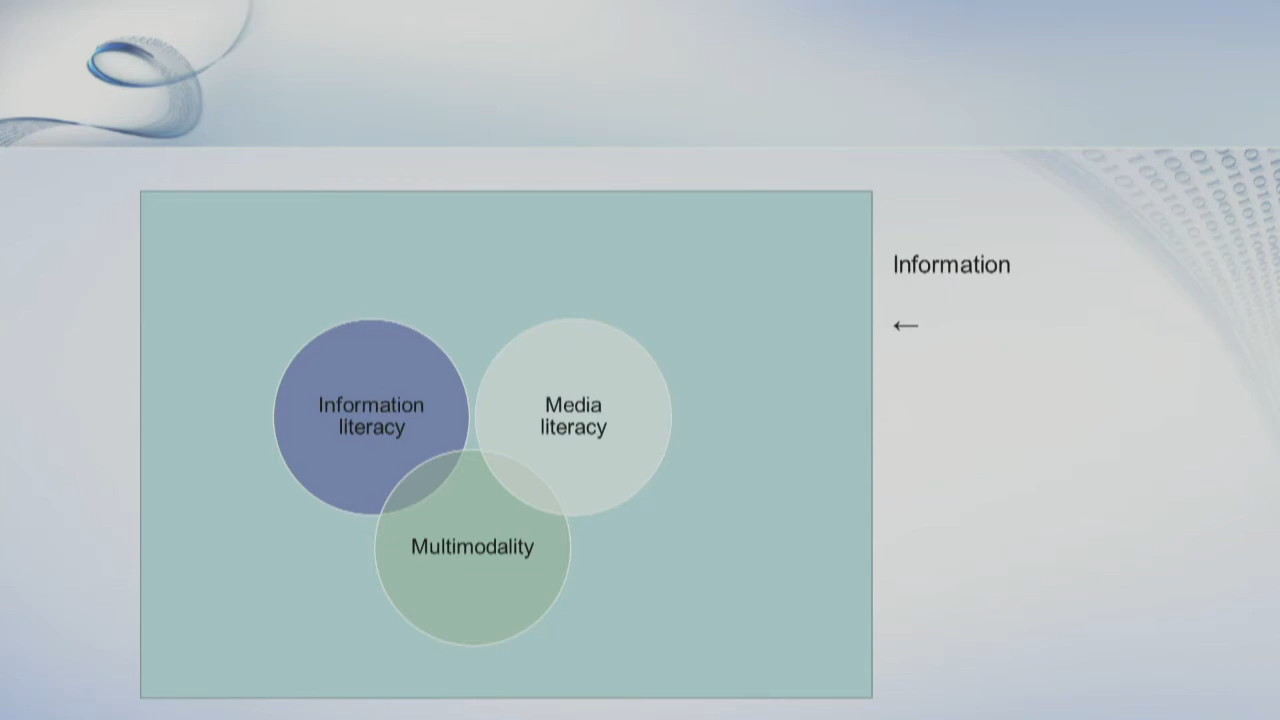 Information
←
Information
literacy
Media
literacy
Multimodality